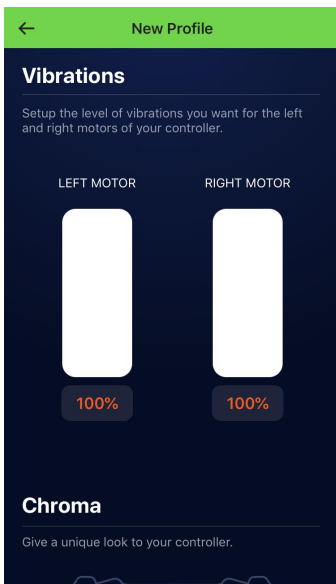 New Profile
Vibrations
Setup the level of vibrations you want for the left
and right motors of your controller.
LEFT MOTOR RIGHT MOTOR
100% 100%
Chroma
Give a unique look to your controller.